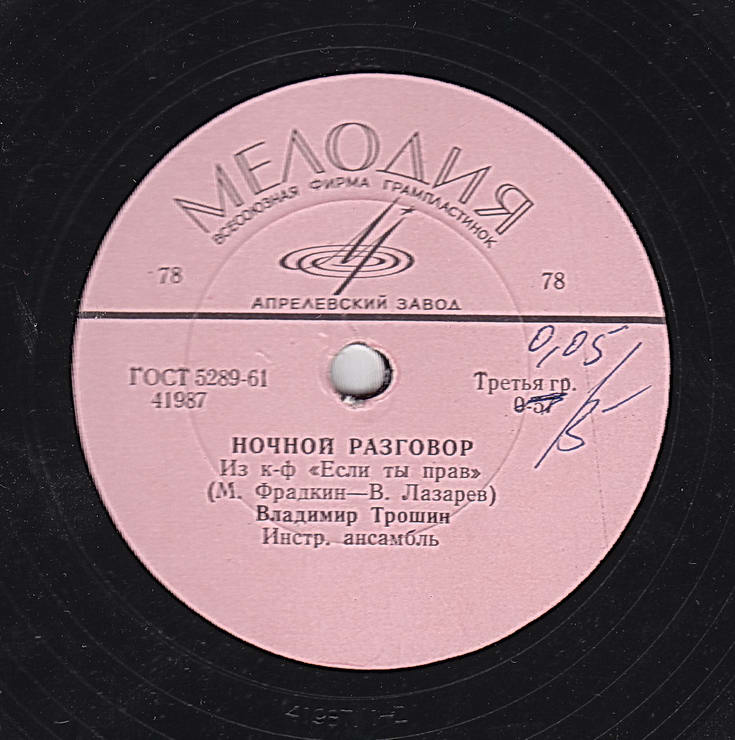 МЕЛОДИЯ
ВСЕСОЮЗНАЯ ФИРМА ГРАМПЛАСТИНОК
78
78
АПРЕЛЕВСКИЙ ЗАВОД
0,05
ГОСТ 5289-61
Третья гр.
41987
0-57
НОЧНОЙ РАЗГОВОР
Из к-ф «Если ты прав»
(М. Фрадкин—В. Лазарев)
Владимир Трошин
Инстр. ансамбль